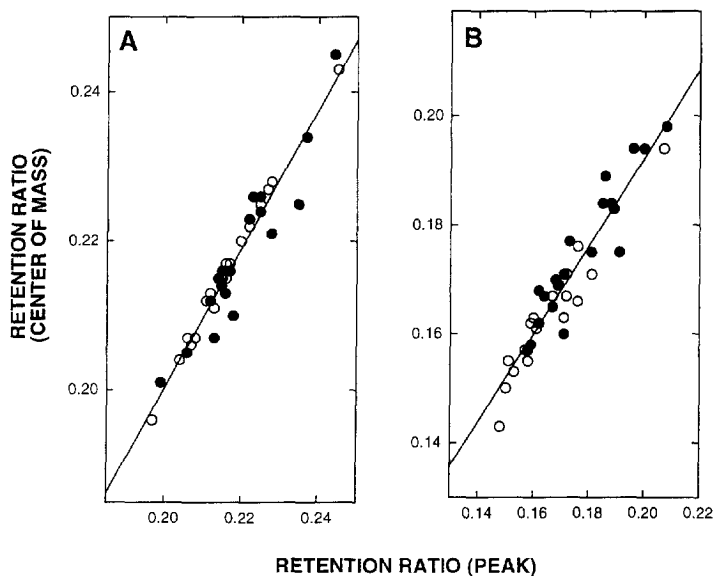 A
B
RETENTION RATIO
(CENTER OF MASS)
0.24
0.22
0.20
0.20
0.18
0.16
0.14
0.20 0.22 0.24
0.14 0.16 0.18 0.20 0.22
RETENTION RATIO (PEAK)